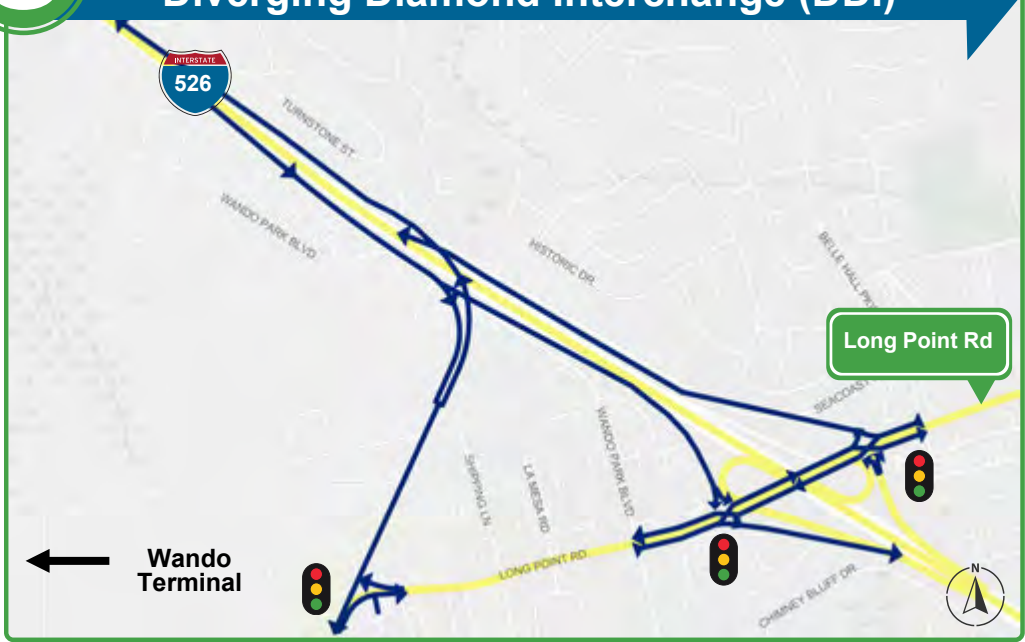 Diverging Diamond Interchange (DDI)
INTERSTATE
526
TURNSTONE ST
WANDO PARK BLVD
HISTORIC DR
BELLE HALL
Long Point Rd
WANDO PARK BLVD
SHIPPING LN
LA MESA RD
LONG POINT RD
CHIMNEY BLUFF DR
Wando
Terminal
N